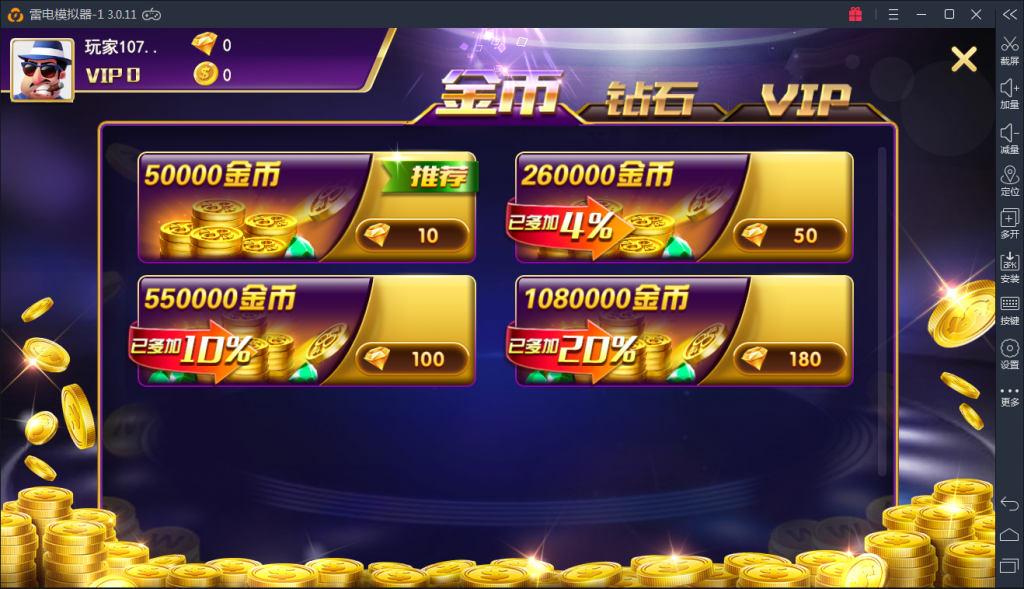 雷电模拟器-1 3.0.11
玩家107..
0
VIP 0
0
金币
钻石
VIP
50000金币
推荐
10
260000金币
已多加4%
50
550000金币
已多加10%
100
1080000金币
已多加20%
180
截屏
加量
减量
定位
多开
APK
安装
按键
设置
更多